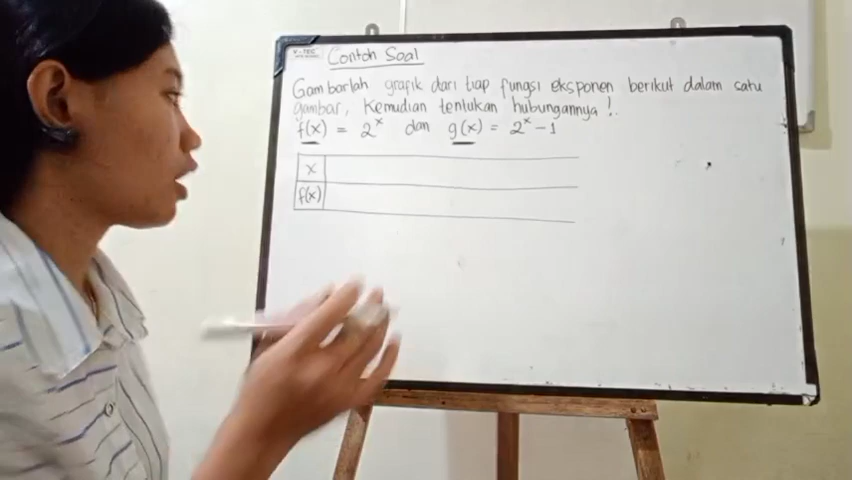 V-TEC
Contoh Soal
Gambarlah grafik dari tiap fungsi eksponen berikut dalam satu
gambar, Kemudian tentukan hubungannya !.
f(x) = 2^x dan g(x) = 2^x - 1
x
f(x)